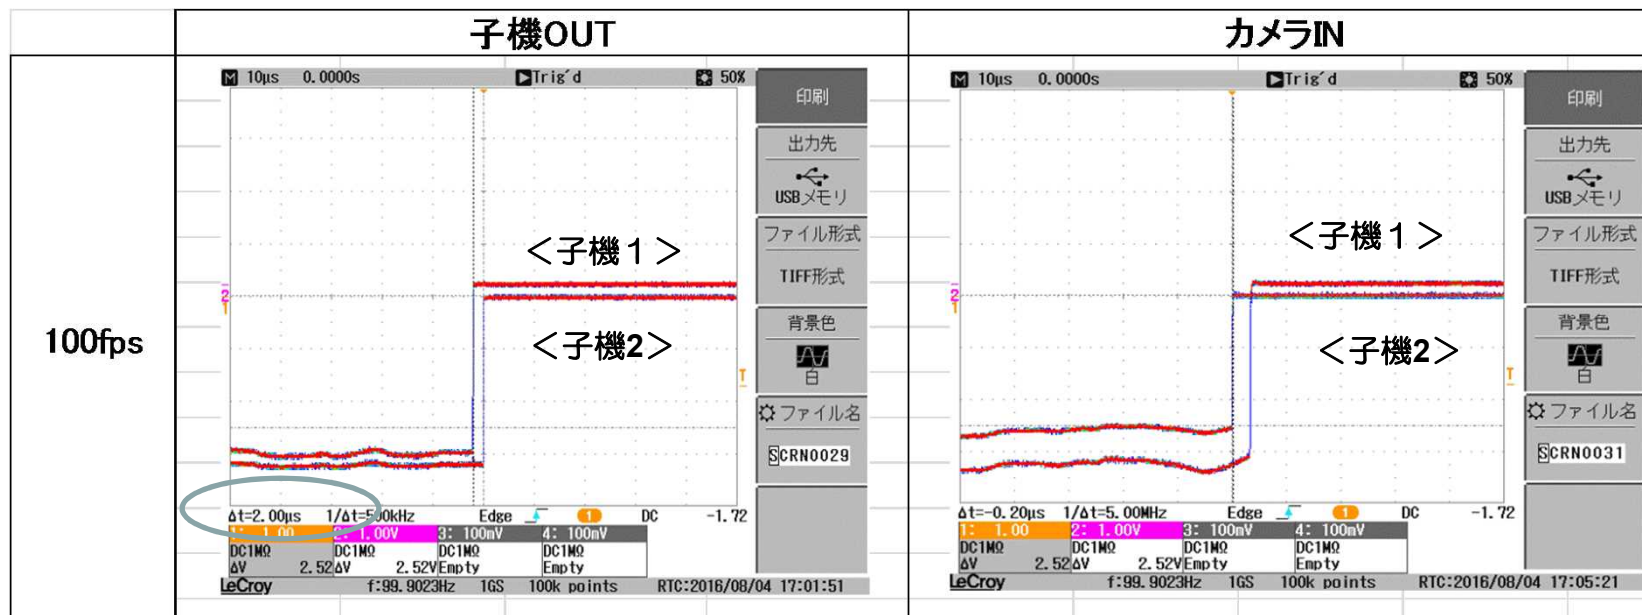 子機OUT
カメラIN
100fps
M 10μs 0.0000s Trig´d 50%
印刷
出力先
USBメモリ
ファイル形式
TIFF形式
背景色
白
ファイル名
SCRN0029
＜子機１＞
＜子機2＞
2
1
T
Δt=2.00μs 1/Δt=500kHz Edge 1 DC -1.72
1: 1.00 2: 1.00V 3: 100mV 4: 100mV
DC1MΩ DC1MΩ DC1MΩ DC1MΩ
ΔV 2.52 ΔV 2.52V Empty Empty
LeCroy f:99.9023Hz 1GS 100k points RTC:2016/08/04 17:01:51
M 10μs 0.0000s Trig´d 50%
印刷
出力先
USBメモリ
ファイル形式
TIFF形式
背景色
白
ファイル名
SCRN0031
＜子機１＞
＜子機2＞
2
1
T
Δt=-0.20μs 1/Δt=5.00MHz Edge 1 DC -1.72
1: 1.00 2: 1.00V 3: 100mV 4: 100mV
DC1MΩ DC1MΩ DC1MΩ DC1MΩ
ΔV 2.52 ΔV 2.52V Empty Empty
LeCroy f:99.9023Hz 1GS 100k points RTC:2016/08/04 17:05:21